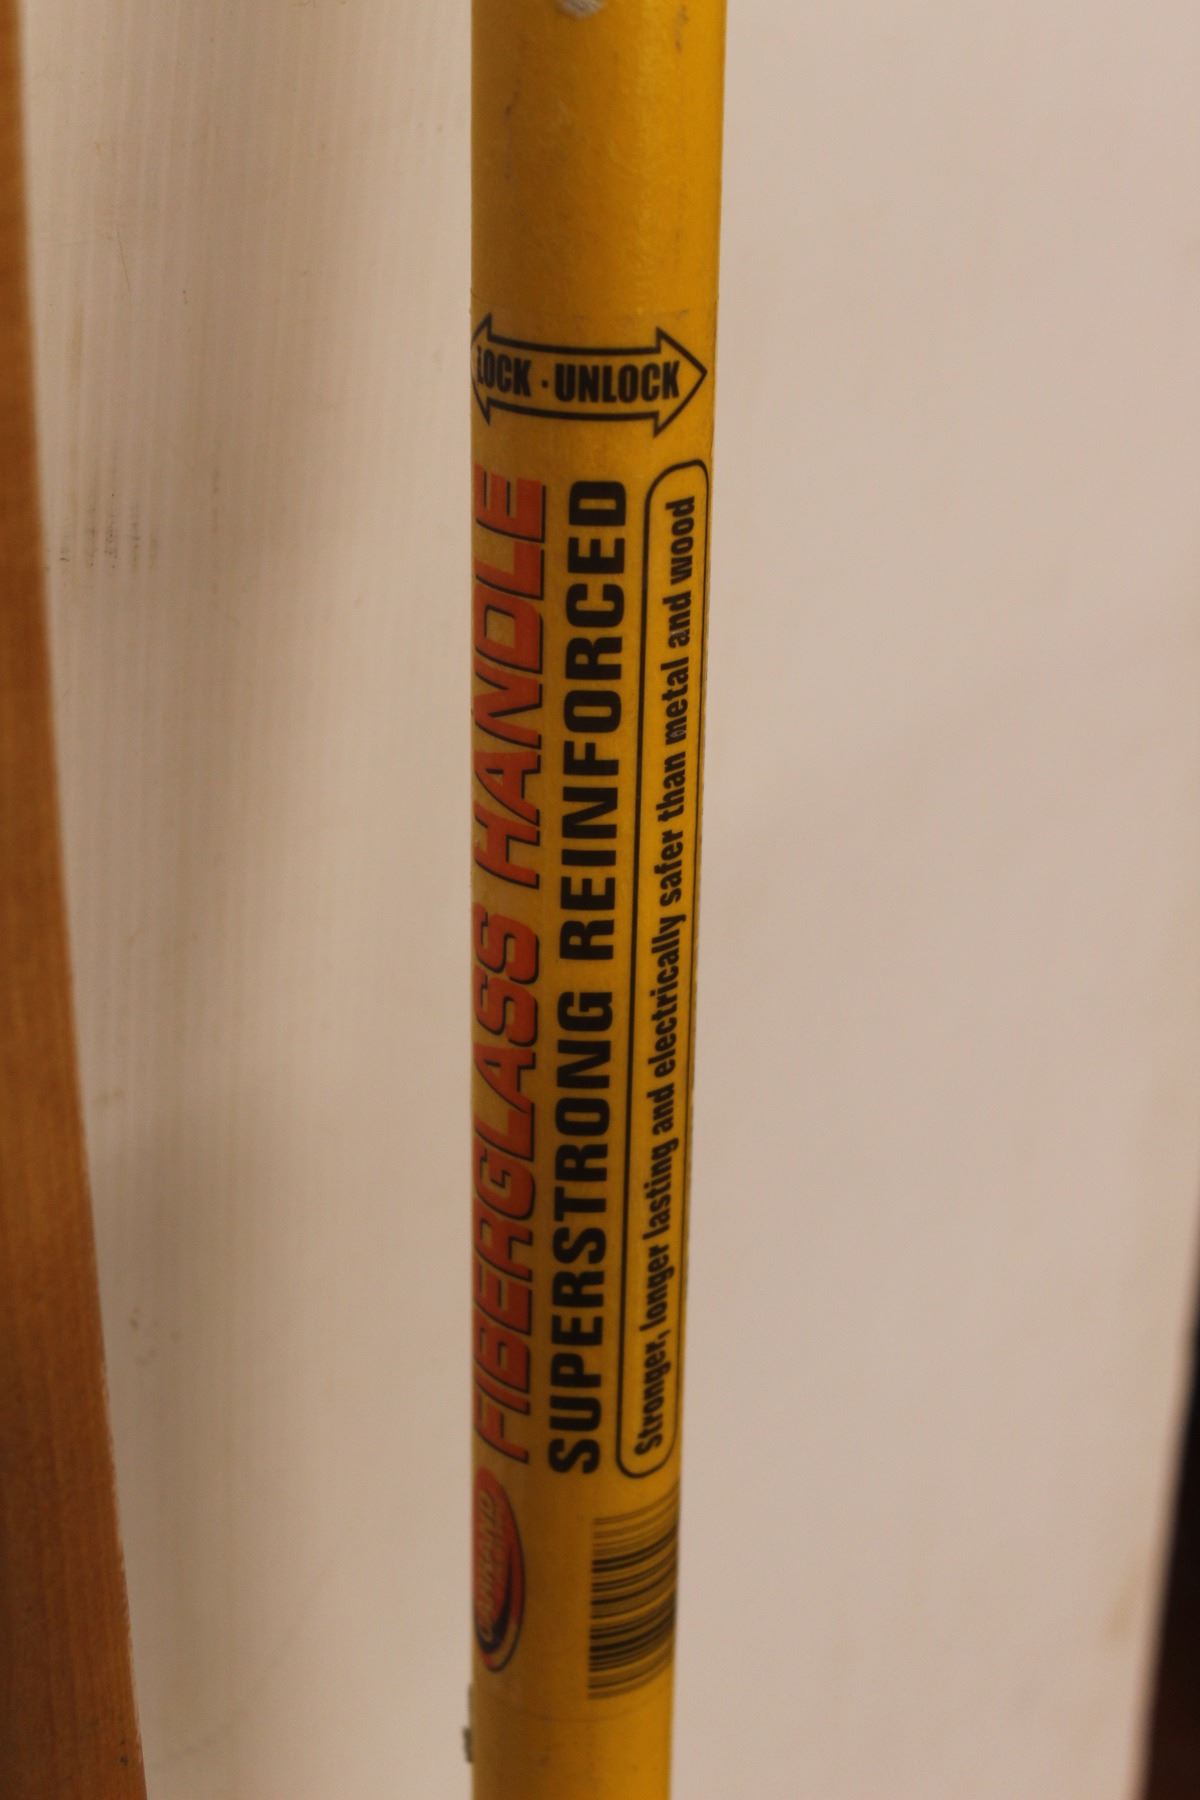 LOCK · UNLOCK
FIBERGLASS HANDLE
SUPERSTRONG REINFORCED
Stronger, longer lasting and electrically safer than metal and wood